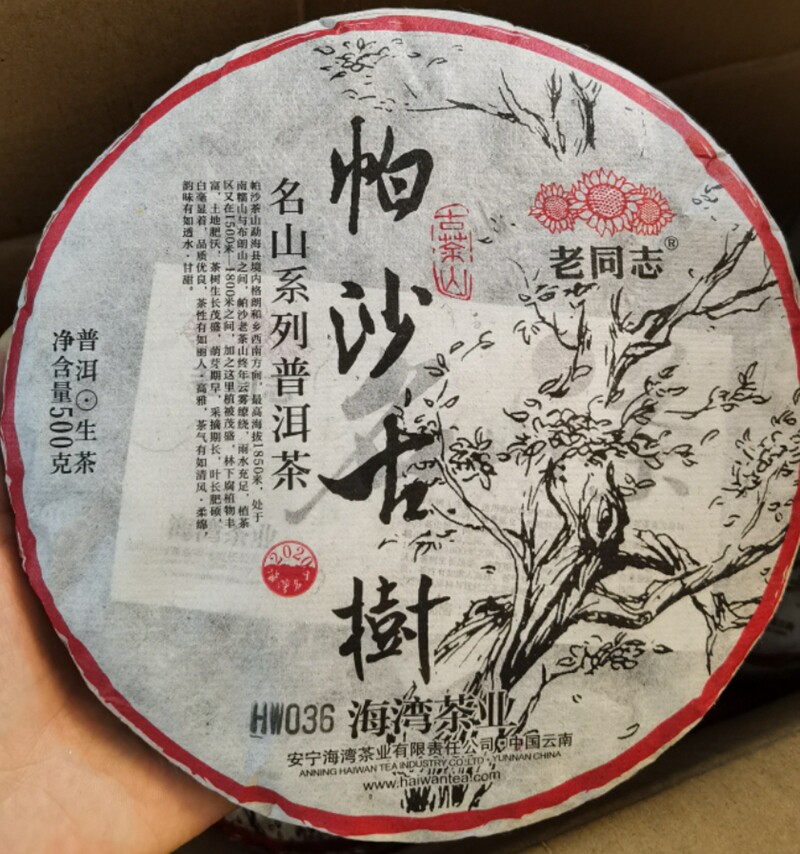 老同志®
古茶山
帕沙古樹
名山系列普洱茶
帕沙茶山勐海县境内格朗和乡西南方向，最高海拔1850米，处于
南糯山与布朗山之间，帕沙老茶山终年云雾缭绕，雨水充足，植茶
区又在1500米—1800米之间，加之这里植被茂盛，林下腐植物丰
富，土地肥沃，茶树生长茂盛，萌芽期早，采摘期长，叶长肥硕，
白毫显着，品质优良，茶性有如丽人·高雅，茶气有如清风·柔绵，
韵味有如透水·甘甜。
普洱⊙生茶
净含量500克
2020
HW036 海湾茶业
安宁海湾茶业有限责任公司·中国云南
ANNING HAIWAN TEA INDUSTRY CO.LTD·YUNNAN CHINA
www.haiwantea.com